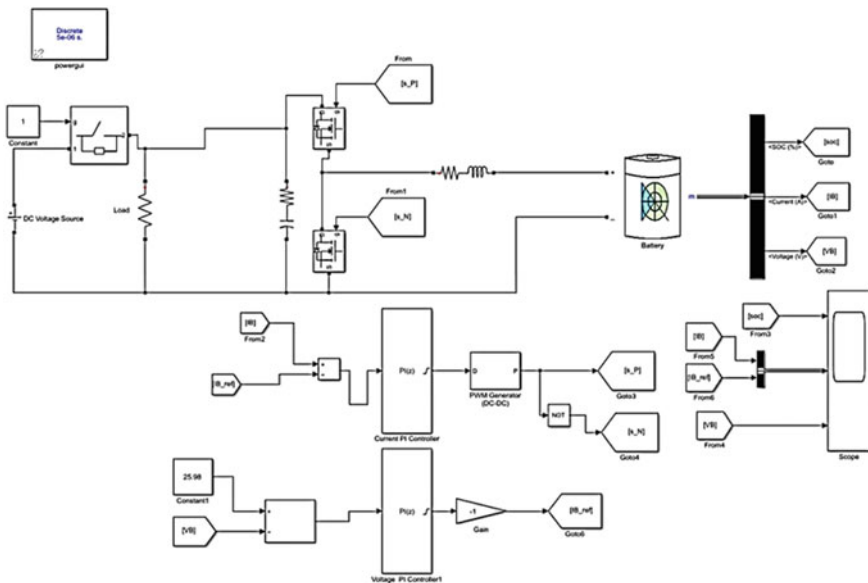 Discrete
5e-06 s.
powergui
From
[s_P]
1
Constant
DC Voltage Source
Load
From1
[s_N]
+
−
m
Battery
<SOC (%)>
[soc]
Goto
<Current (A)>
[IB]
Goto1
<Voltage (V)>
[VB]
Goto2
[IB]
From2
[IB_ref]
+
−
PI(z)
Current PI Controller
D
P
PWM Generator
(DC-DC)
NOT
[s_P]
Goto3
[s_N]
Goto4
[soc]
From3
[IB]
From5
[IB_ref]
From6
[VB]
From4
Scope
25.98
Constant1
[VB]
+
−
PI(z)
Voltage PI Controller1
-1
Gain
[IB_ref]
Goto6